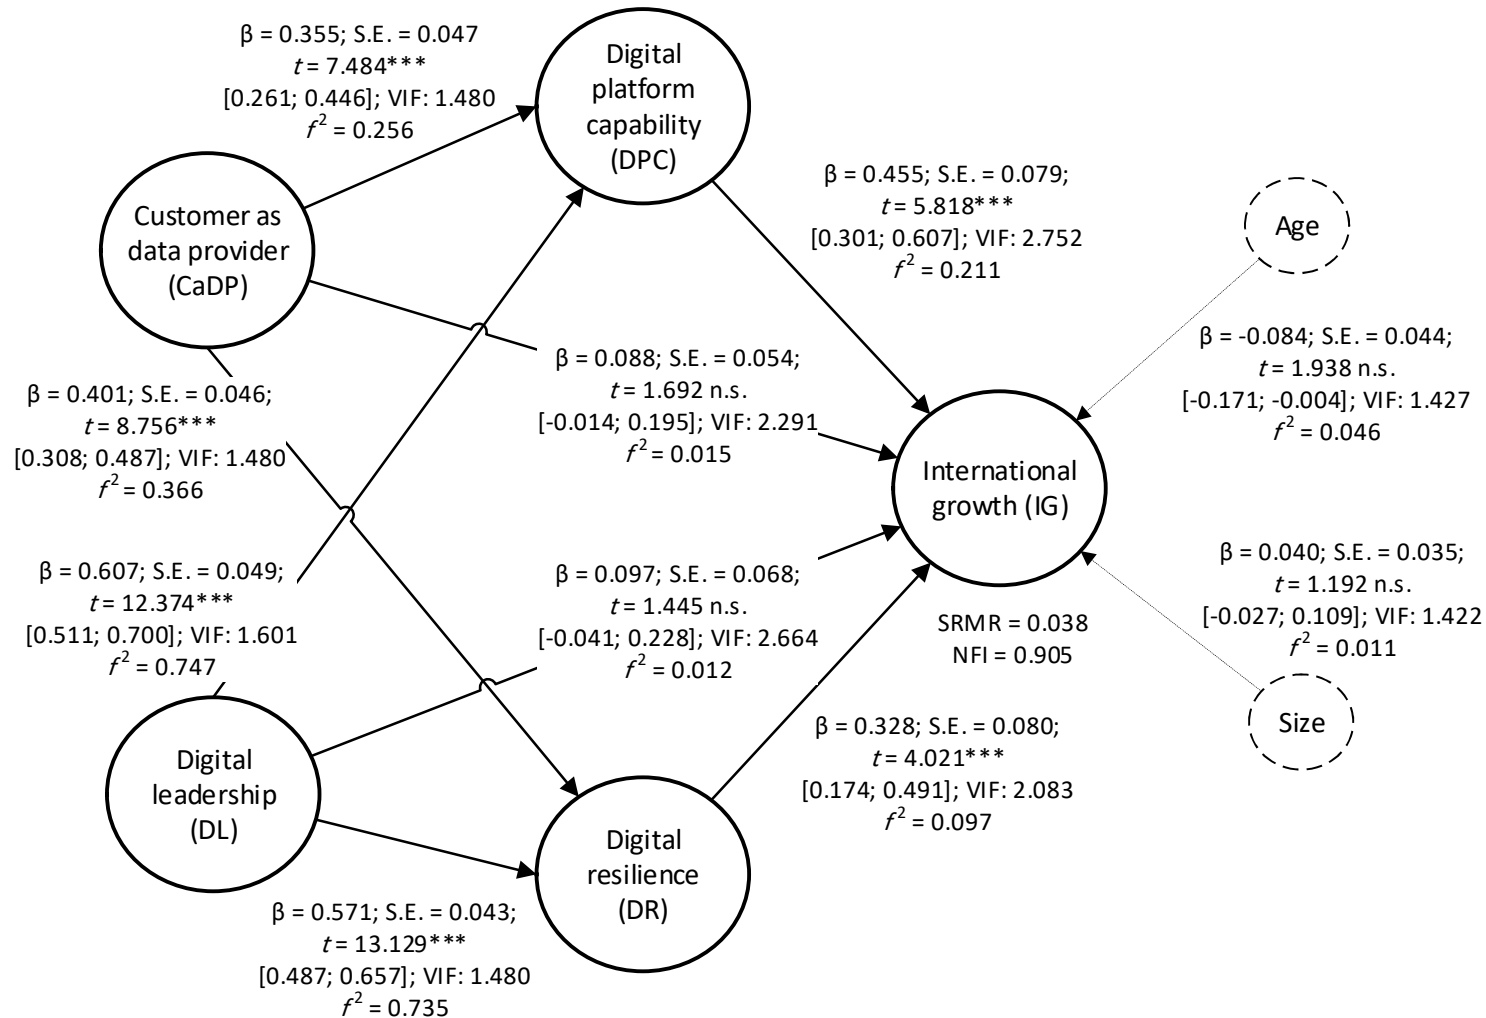 β = 0.355; S.E. = 0.047
t = 7.484***
[0.261; 0.446]; VIF: 1.480
f² = 0.256
Digital
platform
capability
(DPC)
Customer as
data provider
(CaDP)
β = 0.455; S.E. = 0.079;
t = 5.818***
[0.301; 0.607]; VIF: 2.752
f² = 0.211
Age
β = -0.084; S.E. = 0.044;
t = 1.938 n.s.
[-0.171; -0.004]; VIF: 1.427
f² = 0.046
β = 0.088; S.E. = 0.054;
t = 1.692 n.s.
[-0.014; 0.195]; VIF: 2.291
f² = 0.015
β = 0.401; S.E. = 0.046;
t = 8.756***
[0.308; 0.487]; VIF: 1.480
f² = 0.366
International
growth (IG)
β = 0.607; S.E. = 0.049;
t = 12.374***
[0.511; 0.700]; VIF: 1.601
f² = 0.747
β = 0.097; S.E. = 0.068;
t = 1.445 n.s.
[-0.041; 0.228]; VIF: 2.664
f² = 0.012
SRMR = 0.038
NFI = 0.905
β = 0.040; S.E. = 0.035;
t = 1.192 n.s.
[-0.027; 0.109]; VIF: 1.422
f² = 0.011
Size
Digital
leadership
(DL)
β = 0.328; S.E. = 0.080;
t = 4.021***
[0.174; 0.491]; VIF: 2.083
f² = 0.097
Digital
resilience
(DR)
β = 0.571; S.E. = 0.043;
t = 13.129***
[0.487; 0.657]; VIF: 1.480
f² = 0.735